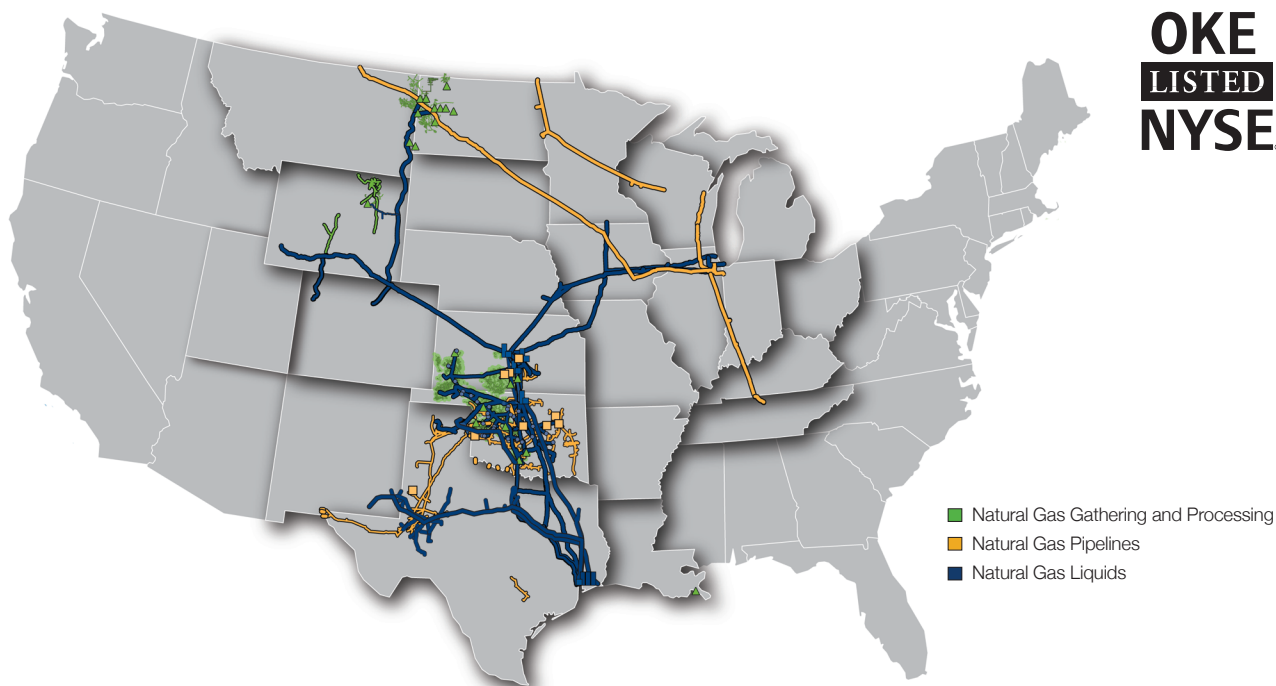 OKE
LISTED
NYSE
Natural Gas Gathering and Processing
Natural Gas Pipelines
Natural Gas Liquids